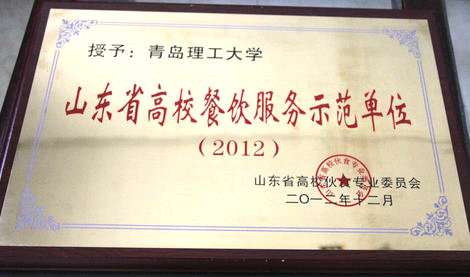 授予：青岛理工大学
山东省高校餐饮服务示范单位
（2012）
山东省高校伙食专业委员会
二〇一二年十二月